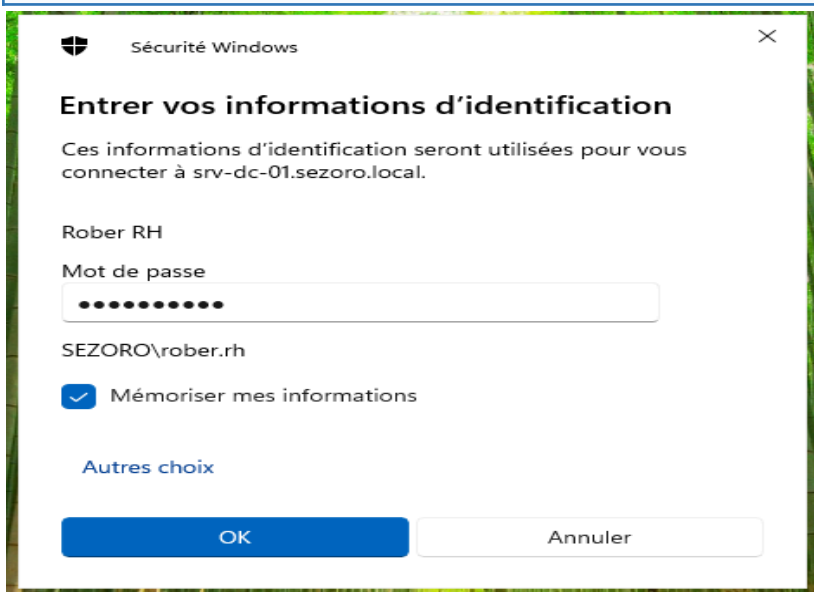 Sécurité Windows
Entrer vos informations d’identification
Ces informations d’identification seront utilisées pour vous
connecter à srv-dc-01.sezoro.local.
Rober RH
Mot de passe
••••••••••
SEZORO\rober.rh
Mémoriser mes informations
Autres choix
OK
Annuler